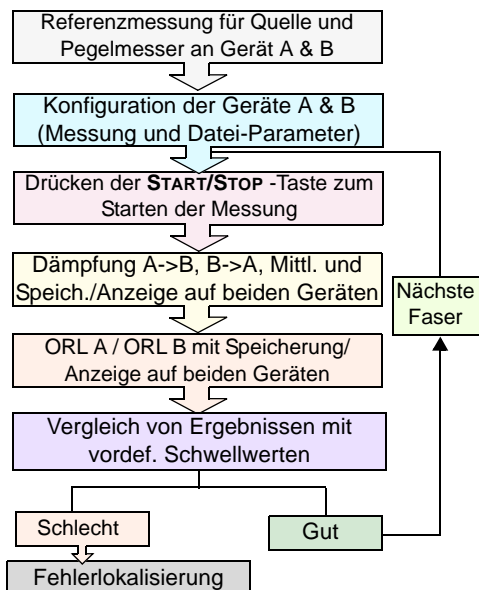 Referenzmessung für Quelle und
Pegelmesser an Gerät A & B
Konfiguration der Geräte A & B
(Messung und Datei-Parameter)
Drücken der START/STOP -Taste zum
Starten der Messung
Dämpfung A->B, B->A, Mittl. und
Speich./Anzeige auf beiden Geräten
Nächste
Faser
ORL A / ORL B mit Speicherung/
Anzeige auf beiden Geräten
Vergleich von Ergebnissen mit
vordef. Schwellwerten
Schlecht
Gut
Fehlerlokalisierung